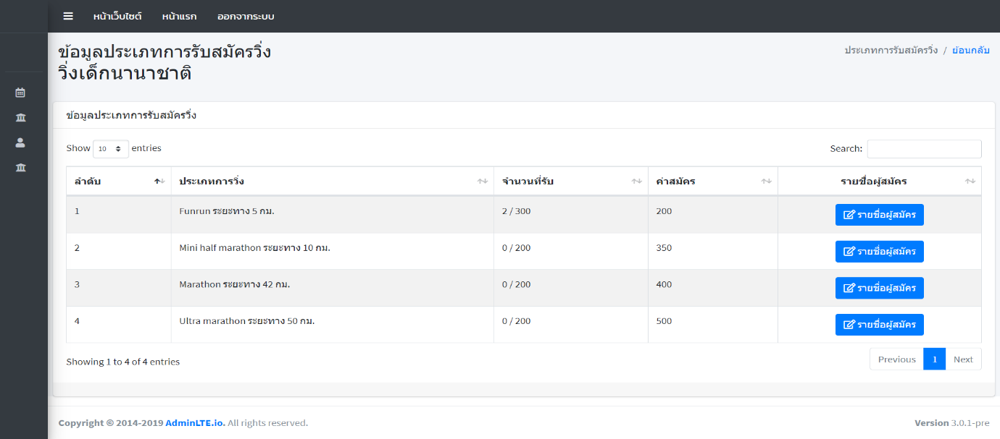 หน้าเว็บไซต์ หน้าแรก ออกจากระบบ
ข้อมูลประเภทการรับสมัครวิ่ง
วิ่งเด็กนานาชาติ
ประเภทการรับสมัครวิ่ง / ย้อนกลับ
ข้อมูลประเภทการรับสมัครวิ่ง
Show 10 entries Search:
ลำดับ ประเภทการวิ่ง จำนวนที่รับ ค่าสมัคร รายชื่อผู้สมัคร
1 Funrun ระยะทาง 5 กม. 2 / 300 200 รายชื่อผู้สมัคร
2 Mini half marathon ระยะทาง 10 กม. 0 / 200 350 รายชื่อผู้สมัคร
3 Marathon ระยะทาง 42 กม. 0 / 200 400 รายชื่อผู้สมัคร
4 Ultra marathon ระยะทาง 50 กม. 0 / 200 500 รายชื่อผู้สมัคร
Showing 1 to 4 of 4 entries Previous 1 Next
Copyright © 2014-2019 AdminLTE.io. All rights reserved. Version 3.0.1-pre